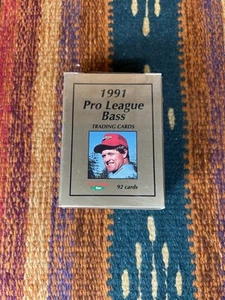 1991
Pro League
Bass
TRADING CARDS
92 cards